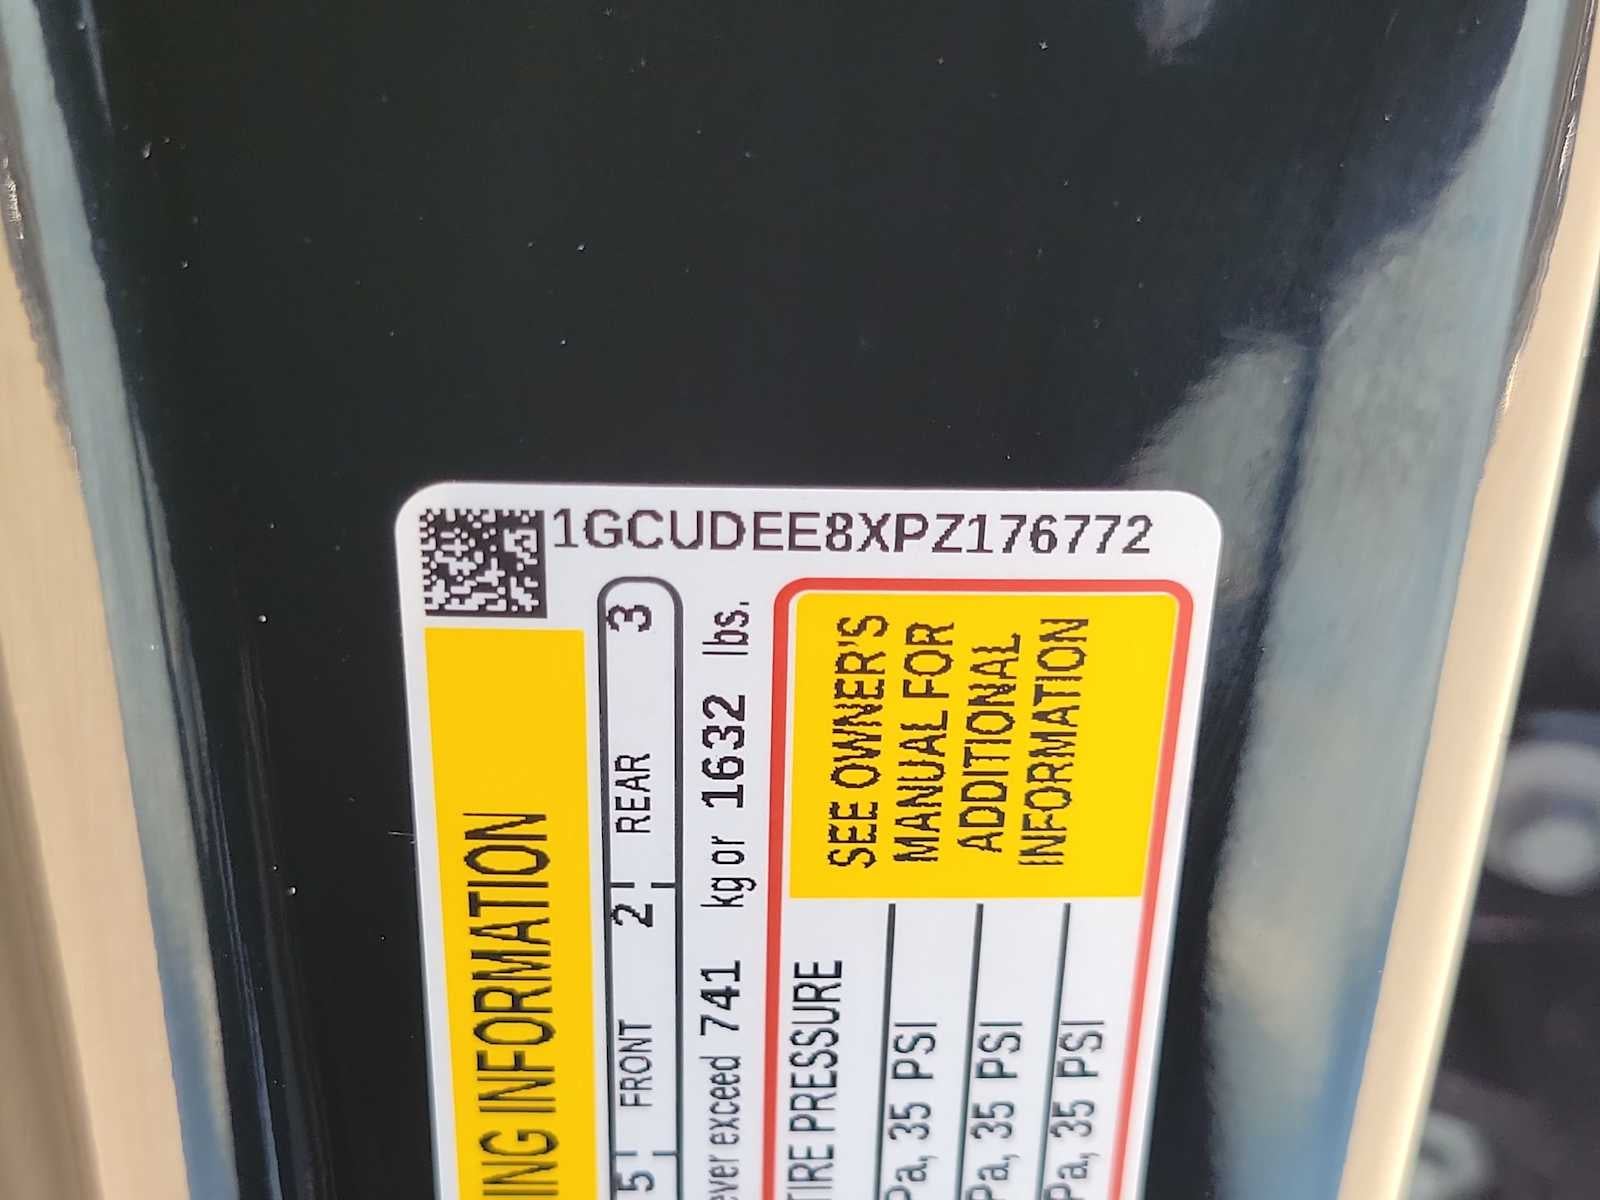 1GCUDEE8XPZ176772
ING INFORMATION
5 FRONT 2 REAR 3
ever exceed 741 kg or 1632 lbs.
TIRE PRESSURE
SEE OWNER'S
MANUAL FOR
ADDITIONAL
INFORMATION
Pa, 35 PSI
Pa, 35 PSI
Pa, 35 PSI